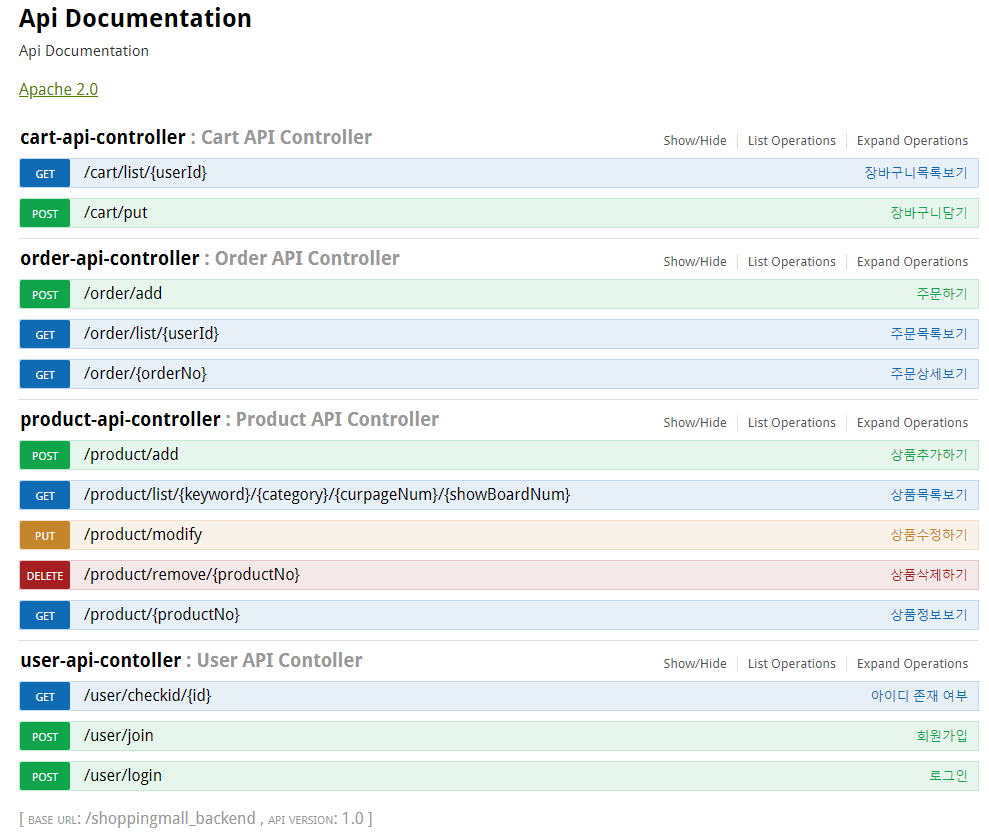 Api Documentation
Api Documentation
Apache 2.0
cart-api-controller : Cart API Controller Show/Hide List Operations Expand Operations
GET /cart/list/{userId} 장바구니목록보기
POST /cart/put 장바구니담기
order-api-controller : Order API Controller Show/Hide List Operations Expand Operations
POST /order/add 주문하기
GET /order/list/{userId} 주문목록보기
GET /order/{orderNo} 주문상세보기
product-api-controller : Product API Controller Show/Hide List Operations Expand Operations
POST /product/add 상품추가하기
GET /product/list/{keyword}/{category}/{curpageNum}/{showBoardNum} 상품목록보기
PUT /product/modify 상품수정하기
DELETE /product/remove/{productNo} 상품삭제하기
GET /product/{productNo} 상품정보보기
user-api-contoller : User API Contoller Show/Hide List Operations Expand Operations
GET /user/checkid/{id} 아이디 존재 여부
POST /user/join 회원가입
POST /user/login 로그인
[ BASE URL: /shoppingmall_backend , API VERSION: 1.0 ]